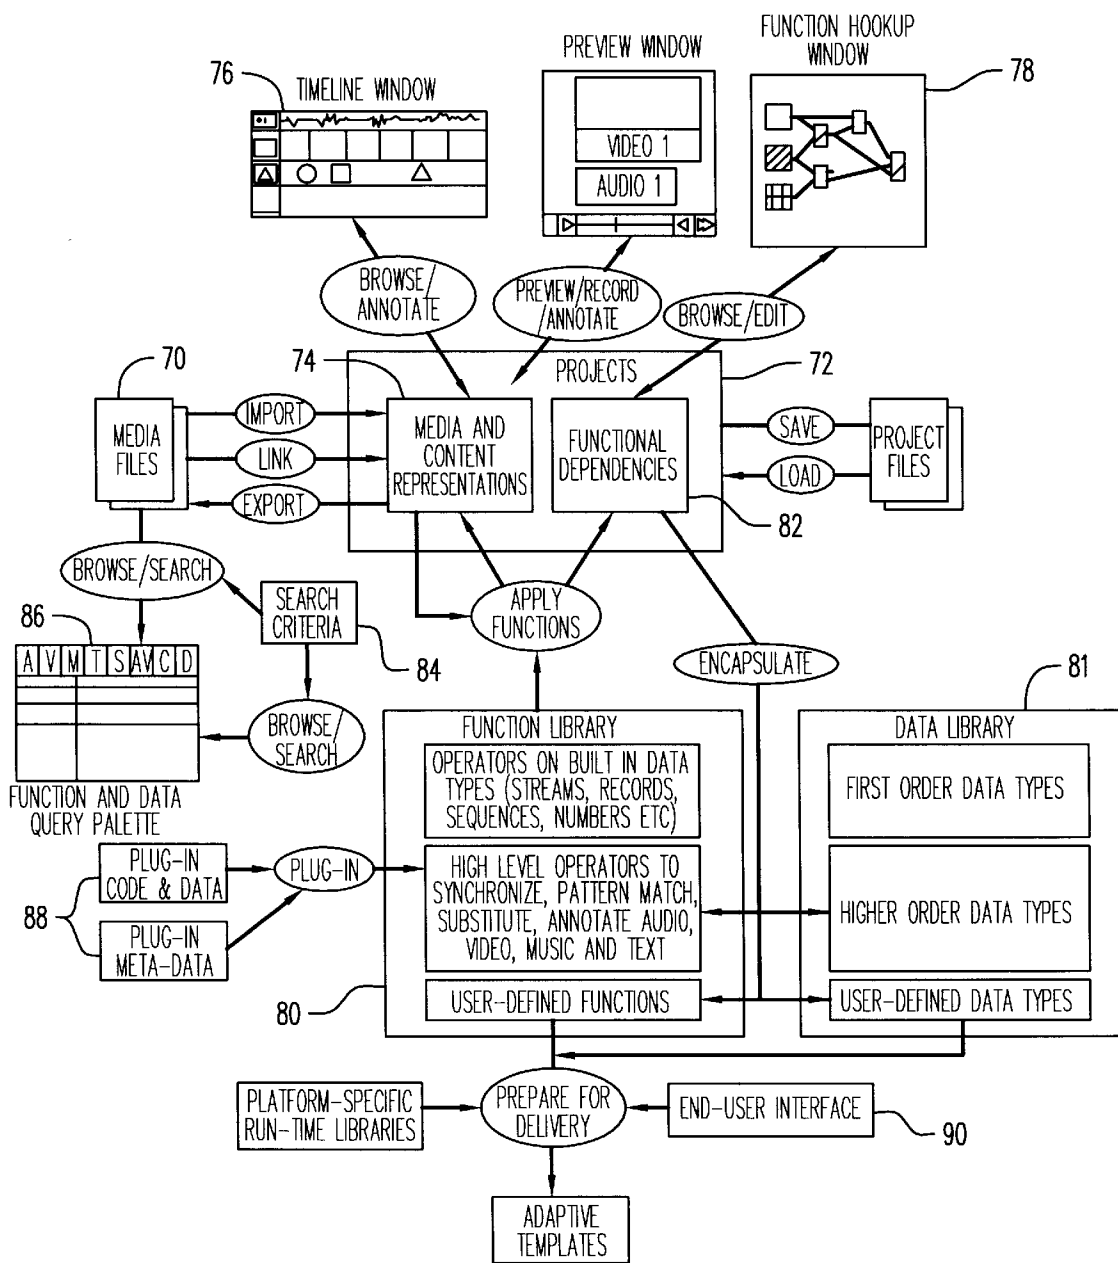 FUNCTION HOOKUP
WINDOW
PREVIEW WINDOW
76
TIMELINE WINDOW
78
VIDEO 1
AUDIO 1
BROWSE/
ANNOTATE
PREVIEW/RECORD
/ANNOTATE
BROWSE/EDIT
70
74
PROJECTS
72
MEDIA
FILES
IMPORT
LINK
EXPORT
MEDIA AND
CONTENT
REPRESENTATIONS
FUNCTIONAL
DEPENDENCIES
SAVE
LOAD
PROJECT
FILES
82
BROWSE/SEARCH
86
SEARCH
CRITERIA
84
APPLY
FUNCTIONS
ENCAPSULATE
81
A V M T S AV C D
BROWSE/
SEARCH
FUNCTION AND DATA
QUERY PALETTE
FUNCTION LIBRARY
OPERATORS ON BUILT IN DATA
TYPES (STREAMS, RECORDS,
SEQUENCES, NUMBERS ETC)
DATA LIBRARY
FIRST ORDER DATA TYPES
PLUG-IN
CODE & DATA
PLUG-IN
88
PLUG-IN
META-DATA
HIGH LEVEL OPERATORS TO
SYNCHRONIZE, PATTERN MATCH,
SUBSTITUTE, ANNOTATE AUDIO,
VIDEO, MUSIC AND TEXT
HIGHER ORDER DATA TYPES
80
USER-DEFINED FUNCTIONS
USER-DEFINED DATA TYPES
PLATFORM-SPECIFIC
RUN-TIME LIBRARIES
PREPARE FOR
DELIVERY
END-USER INTERFACE
90
ADAPTIVE
TEMPLATES